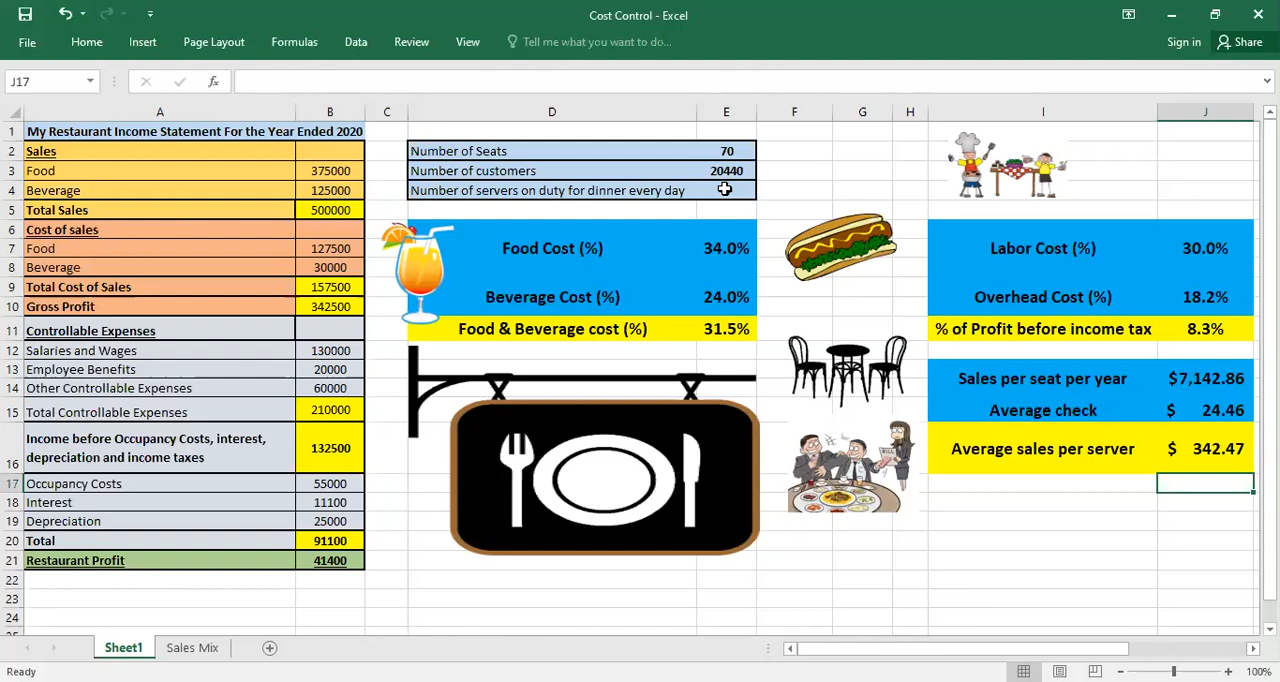 Cost Control - Excel
File Home Insert Page Layout Formulas Data Review View Tell me what you want to do... Sign in Share
J17 fx
A B C D E F G H I J
1 My Restaurant Income Statement For the Year Ended 2020
2 Sales Number of Seats 70
3 Food 375000 Number of customers 20440
4 Beverage 125000 Number of servers on duty for dinner every day
5 Total Sales 500000
6 Cost of sales
7 Food 127500 Food Cost (%) 34.0% Labor Cost (%) 30.0%
8 Beverage 30000
9 Total Cost of Sales 157500 Beverage Cost (%) 24.0% Overhead Cost (%) 18.2%
10 Gross Profit 342500
11 Controllable Expenses Food & Beverage cost (%) 31.5% % of Profit before income tax 8.3%
12 Salaries and Wages 130000
13 Employee Benefits 20000 Sales per seat per year $7,142.86
14 Other Controllable Expenses 60000
15 Total Controllable Expenses 210000 Average check $ 24.46
16 Income before Occupancy Costs, interest, depreciation and income taxes 132500 Average sales per server $ 342.47
17 Occupancy Costs 55000
18 Interest 11100
19 Depreciation 25000
20 Total 91100
21 Restaurant Profit 41400
22
23
24
Sheet1 Sales Mix
Ready 100%